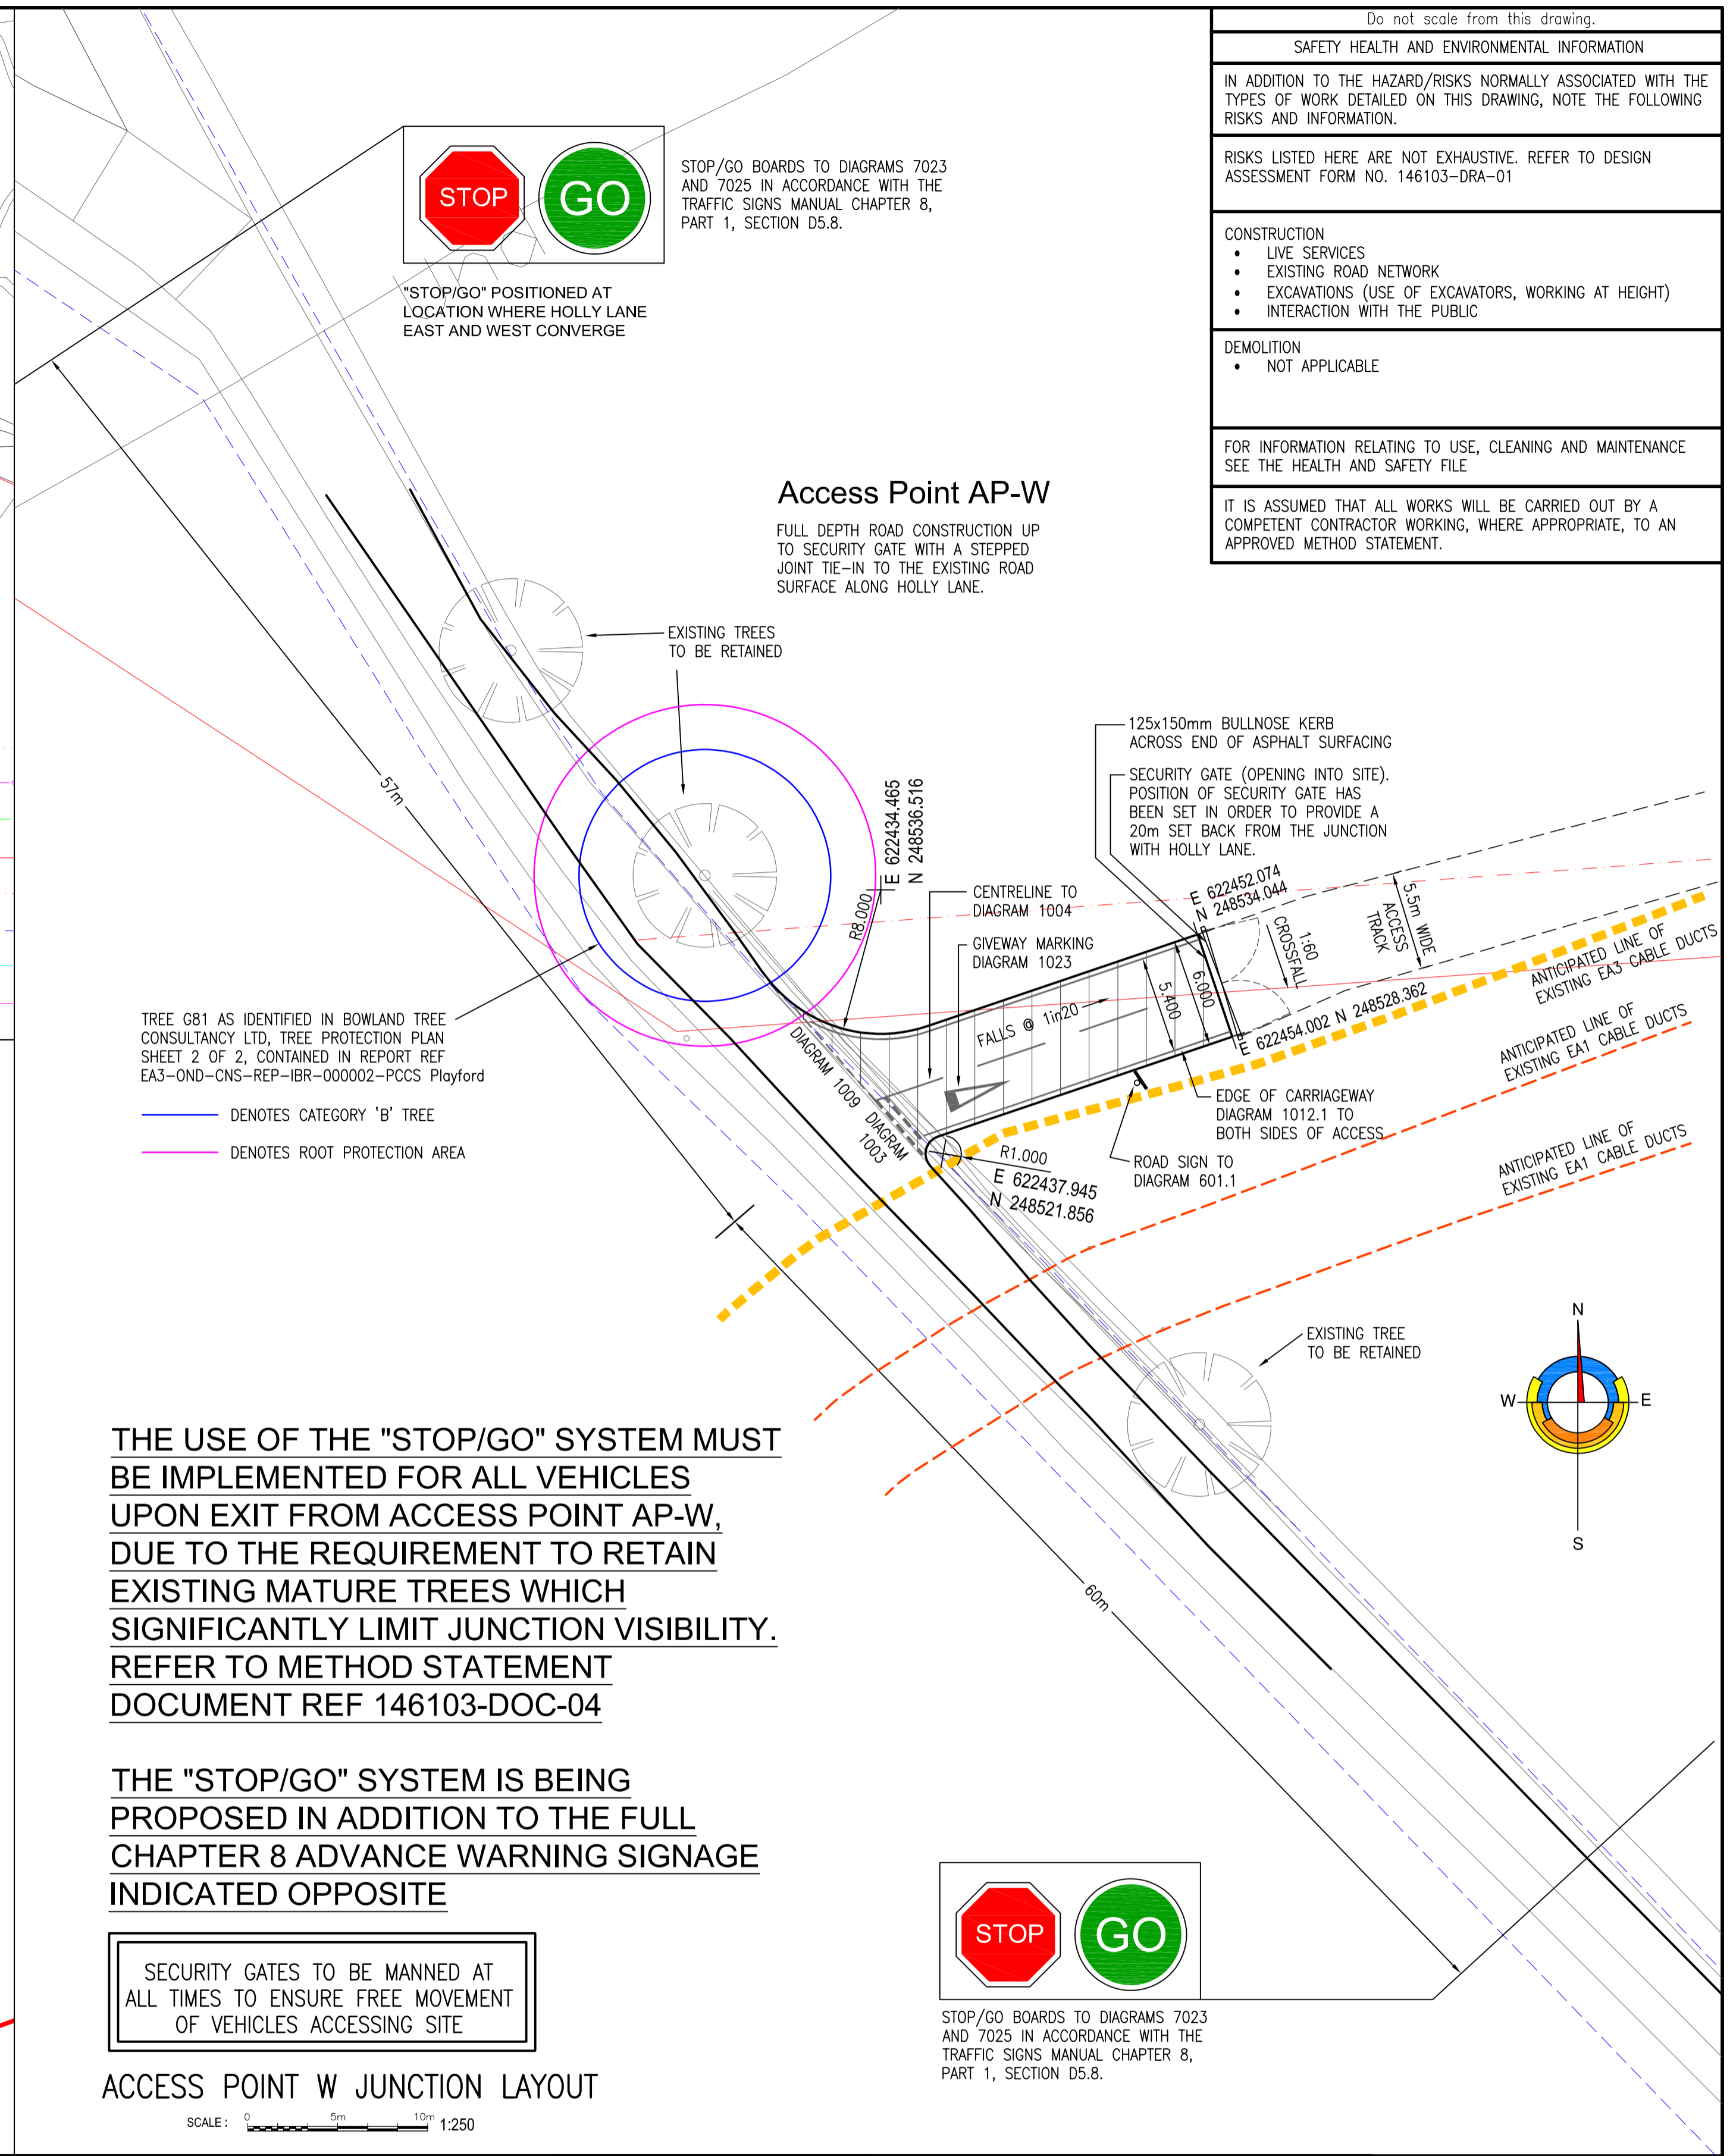 Do not scale from this drawing.
SAFETY HEALTH AND ENVIRONMENTAL INFORMATION
IN ADDITION TO THE HAZARD/RISKS NORMALLY ASSOCIATED WITH THE
TYPES OF WORK DETAILED ON THIS DRAWING, NOTE THE FOLLOWING
RISKS AND INFORMATION.
RISKS LISTED HERE ARE NOT EXHAUSTIVE. REFER TO DESIGN
ASSESSMENT FORM NO. 146103-DRA-01
CONSTRUCTION
• LIVE SERVICES
• EXISTING ROAD NETWORK
• EXCAVATIONS (USE OF EXCAVATORS, WORKING AT HEIGHT)
• INTERACTION WITH THE PUBLIC
DEMOLITION
• NOT APPLICABLE
FOR INFORMATION RELATING TO USE, CLEANING AND MAINTENANCE
SEE THE HEALTH AND SAFETY FILE
IT IS ASSUMED THAT ALL WORKS WILL BE CARRIED OUT BY A
COMPETENT CONTRACTOR WORKING, WHERE APPROPRIATE, TO AN
APPROVED METHOD STATEMENT.
STOP GO
STOP/GO BOARDS TO DIAGRAMS 7023
AND 7025 IN ACCORDANCE WITH THE
TRAFFIC SIGNS MANUAL CHAPTER 8,
PART 1, SECTION D5.8.
"STOP/GO" POSITIONED AT
LOCATION WHERE HOLLY LANE
EAST AND WEST CONVERGE
Access Point AP-W
FULL DEPTH ROAD CONSTRUCTION UP
TO SECURITY GATE WITH A STEPPED
JOINT TIE-IN TO THE EXISTING ROAD
SURFACE ALONG HOLLY LANE.
EXISTING TREES
TO BE RETAINED
57m
125x150mm BULLNOSE KERB
ACROSS END OF ASPHALT SURFACING
SECURITY GATE (OPENING INTO SITE).
POSITION OF SECURITY GATE HAS
BEEN SET IN ORDER TO PROVIDE A
20m SET BACK FROM THE JUNCTION
WITH HOLLY LANE.
E 622434.465
N 248536.516
R8.000
CENTRELINE TO
DIAGRAM 1004
GIVEWAY MARKING
DIAGRAM 1023
E 622452.074
N 248534.044
1:60
CROSSFALL
5.5m WIDE
ACCESS
TRACK
ANTICIPATED LINE OF
EXISTING EA3 CABLE DUCTS
FALLS @ 1in20
5.400
6.000
E 622454.002 N 248528.362
ANTICIPATED LINE OF
EXISTING EA1 CABLE DUCTS
ANTICIPATED LINE OF
EXISTING EA1 CABLE DUCTS
DIAGRAM 1009
DIAGRAM
1003
EDGE OF CARRIAGEWAY
DIAGRAM 1012.1 TO
BOTH SIDES OF ACCESS
ROAD SIGN TO
DIAGRAM 601.1
R1.000
E 622437.945
N 248521.856
TREE G81 AS IDENTIFIED IN BOWLAND TREE
CONSULTANCY LTD, TREE PROTECTION PLAN
SHEET 2 OF 2, CONTAINED IN REPORT REF
EA3-OND-CNS-REP-IBR-000002-PCCS Playford
DENOTES CATEGORY 'B' TREE
DENOTES ROOT PROTECTION AREA
EXISTING TREE
TO BE RETAINED
N
W E
S
60m
THE USE OF THE "STOP/GO" SYSTEM MUST
BE IMPLEMENTED FOR ALL VEHICLES
UPON EXIT FROM ACCESS POINT AP-W,
DUE TO THE REQUIREMENT TO RETAIN
EXISTING MATURE TREES WHICH
SIGNIFICANTLY LIMIT JUNCTION VISIBILITY.
REFER TO METHOD STATEMENT
DOCUMENT REF 146103-DOC-04
THE "STOP/GO" SYSTEM IS BEING
PROPOSED IN ADDITION TO THE FULL
CHAPTER 8 ADVANCE WARNING SIGNAGE
INDICATED OPPOSITE
SECURITY GATES TO BE MANNED AT
ALL TIMES TO ENSURE FREE MOVEMENT
OF VEHICLES ACCESSING SITE
STOP GO
STOP/GO BOARDS TO DIAGRAMS 7023
AND 7025 IN ACCORDANCE WITH THE
TRAFFIC SIGNS MANUAL CHAPTER 8,
PART 1, SECTION D5.8.
ACCESS POINT W JUNCTION LAYOUT
SCALE: 0 5m 10m 1:250